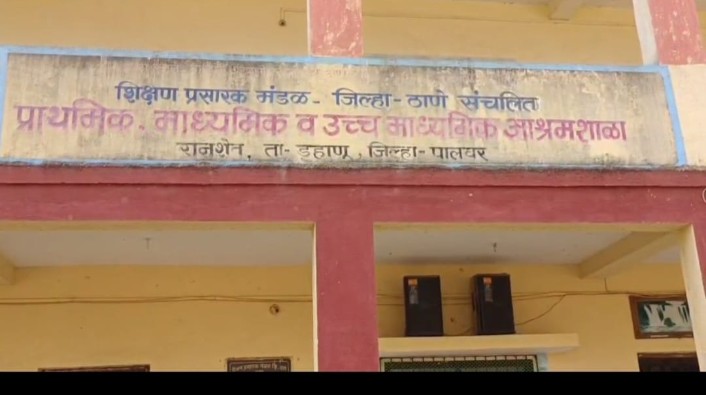 शिक्षण प्रसारक मंडळ - जिल्हा - ठाणे संचलित
प्राथमिक, माध्यमिक व उच्च माध्यमिक आश्रमशाळा
रानशेत, ता - डहाणू, जिल्हा - पालघर